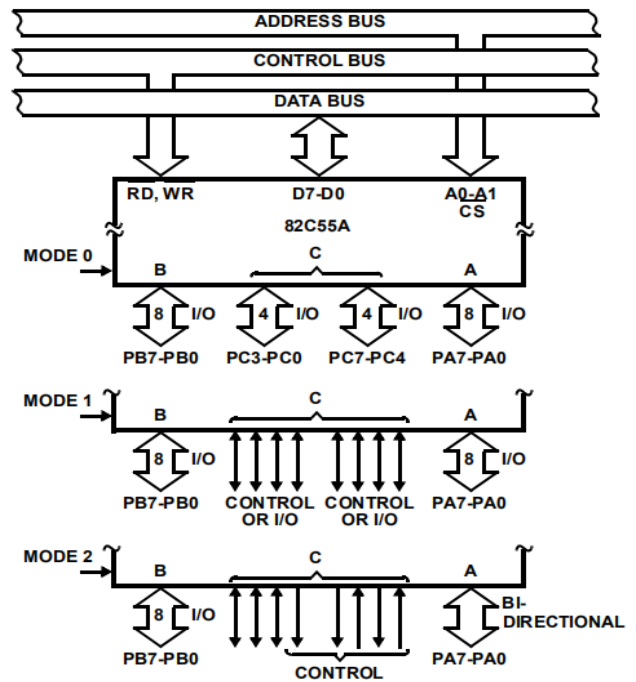 ADDRESS BUS
CONTROL BUS
DATA BUS
RD, WR D7-D0 A0-A1
CS
82C55A
MODE 0
B C A
8 I/O 4 I/O 4 I/O 8 I/O
PB7-PB0 PC3-PC0 PC7-PC4 PA7-PA0
MODE 1
B C A
8 I/O 8 I/O
PB7-PB0 CONTROL OR I/O CONTROL OR I/O PA7-PA0
MODE 2
B C A
8 I/O BI-DIRECTIONAL
PB7-PB0 CONTROL PA7-PA0